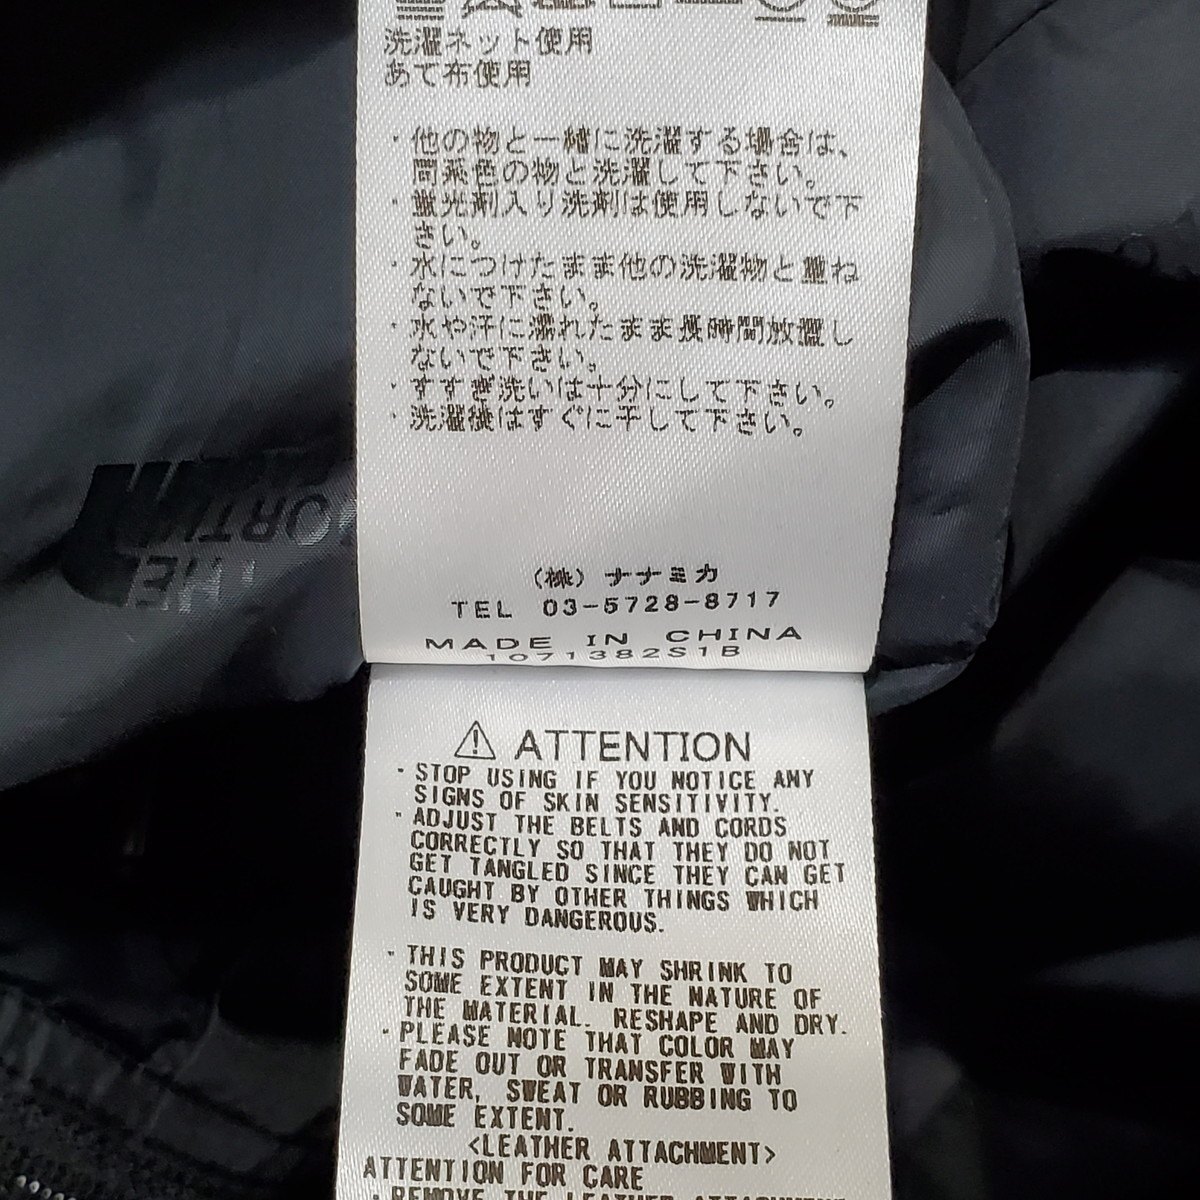 洗濯ネット使用
あて布使用
・他の物と一緒に洗濯する場合は、
同系色の物と洗濯して下さい。
・蛍光剤入り洗剤は使用しないで下
さい。
・水につけたまま他の洗濯物と重ね
ないで下さい。
・水や汗に濡れたまま長時間放置し
ないで下さい。
・すすぎ洗いは十分にして下さい。
・洗濯後はすぐに干して下さい。
(株)ナナミカ
TEL 03-5728-8717
MADE IN CHINA
1071382S1B
⚠ ATTENTION
・STOP USING IF YOU NOTICE ANY
SIGNS OF SKIN SENSITIVITY.
・ADJUST THE BELTS AND CORDS
CORRECTLY SO THAT THEY DO NOT
GET TANGLED SINCE THEY CAN GET
CAUGHT BY OTHER THINGS WHICH
IS VERY DANGEROUS.
・THIS PRODUCT MAY SHRINK TO
SOME EXTENT IN THE NATURE OF
THE MATERIAL. RESHAPE AND DRY.
・PLEASE NOTE THAT COLOR MAY
FADE OUT OR TRANSFER WITH
WATER, SWEAT OR RUBBING TO
SOME EXTENT.
<LEATHER ATTACHMENT>
ATTENTION FOR CARE
・REMOVE THE LEATHER ATTACHMENT
THE
NORTH